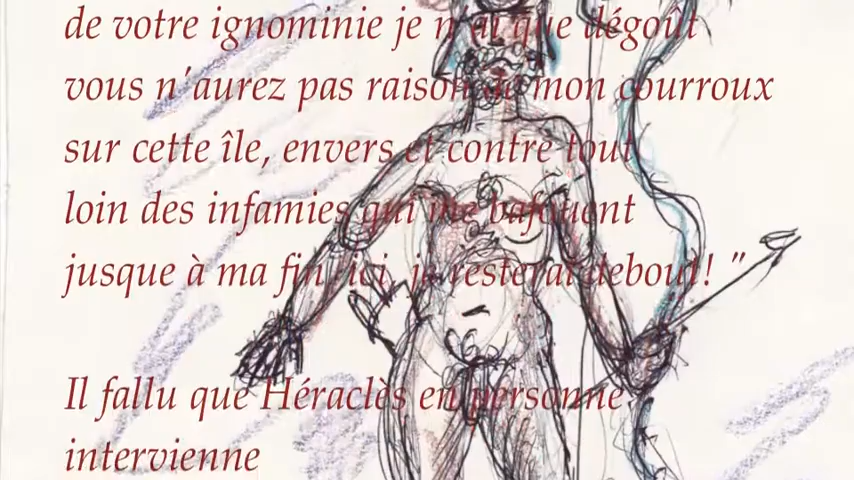 de votre ignominie je n'ai que dégoût
vous n'aurez pas raison de mon courroux
sur cette île, envers et contre tout
loin des infamies qui me bafouent
jusque à ma fin, ici, je resterai debout! "
Il fallu que Héraclès en personne
intervienne